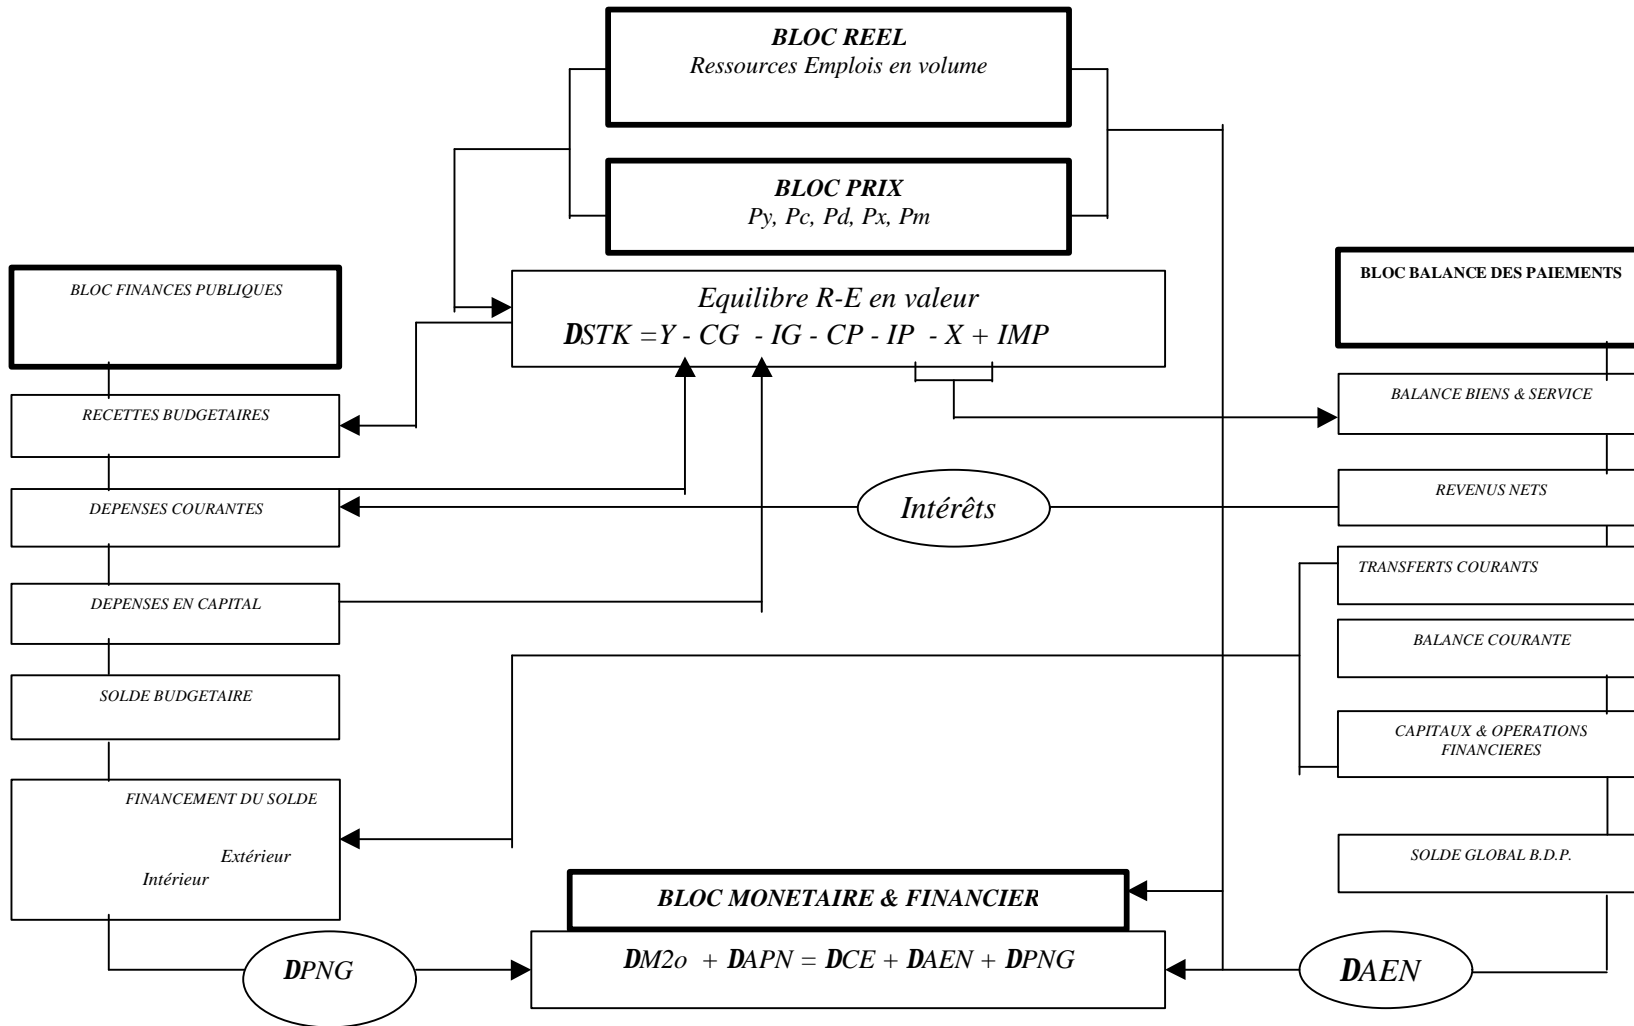 BLOC REEL
Ressources Emplois en volume
BLOC PRIX
Py, Pc, Pd, Px, Pm
BLOC FINANCES PUBLIQUES
Equilibre R-E en valeur
DSTK =Y - CG - IG - CP - IP - X + IMP
BLOC BALANCE DES PAIEMENTS
RECETTES BUDGETAIRES
BALANCE BIENS & SERVICE
DEPENSES COURANTES
Intérêts
REVENUS NETS
TRANSFERTS COURANTS
DEPENSES EN CAPITAL
BALANCE COURANTE
SOLDE BUDGETAIRE
CAPITAUX & OPERATIONS
FINANCIERES
FINANCEMENT DU SOLDE
Extérieur
Intérieur
SOLDE GLOBAL B.D.P.
BLOC MONETAIRE & FINANCIER
DPNG
DM2o + DAPN = DCE + DAEN + DPNG
DAEN